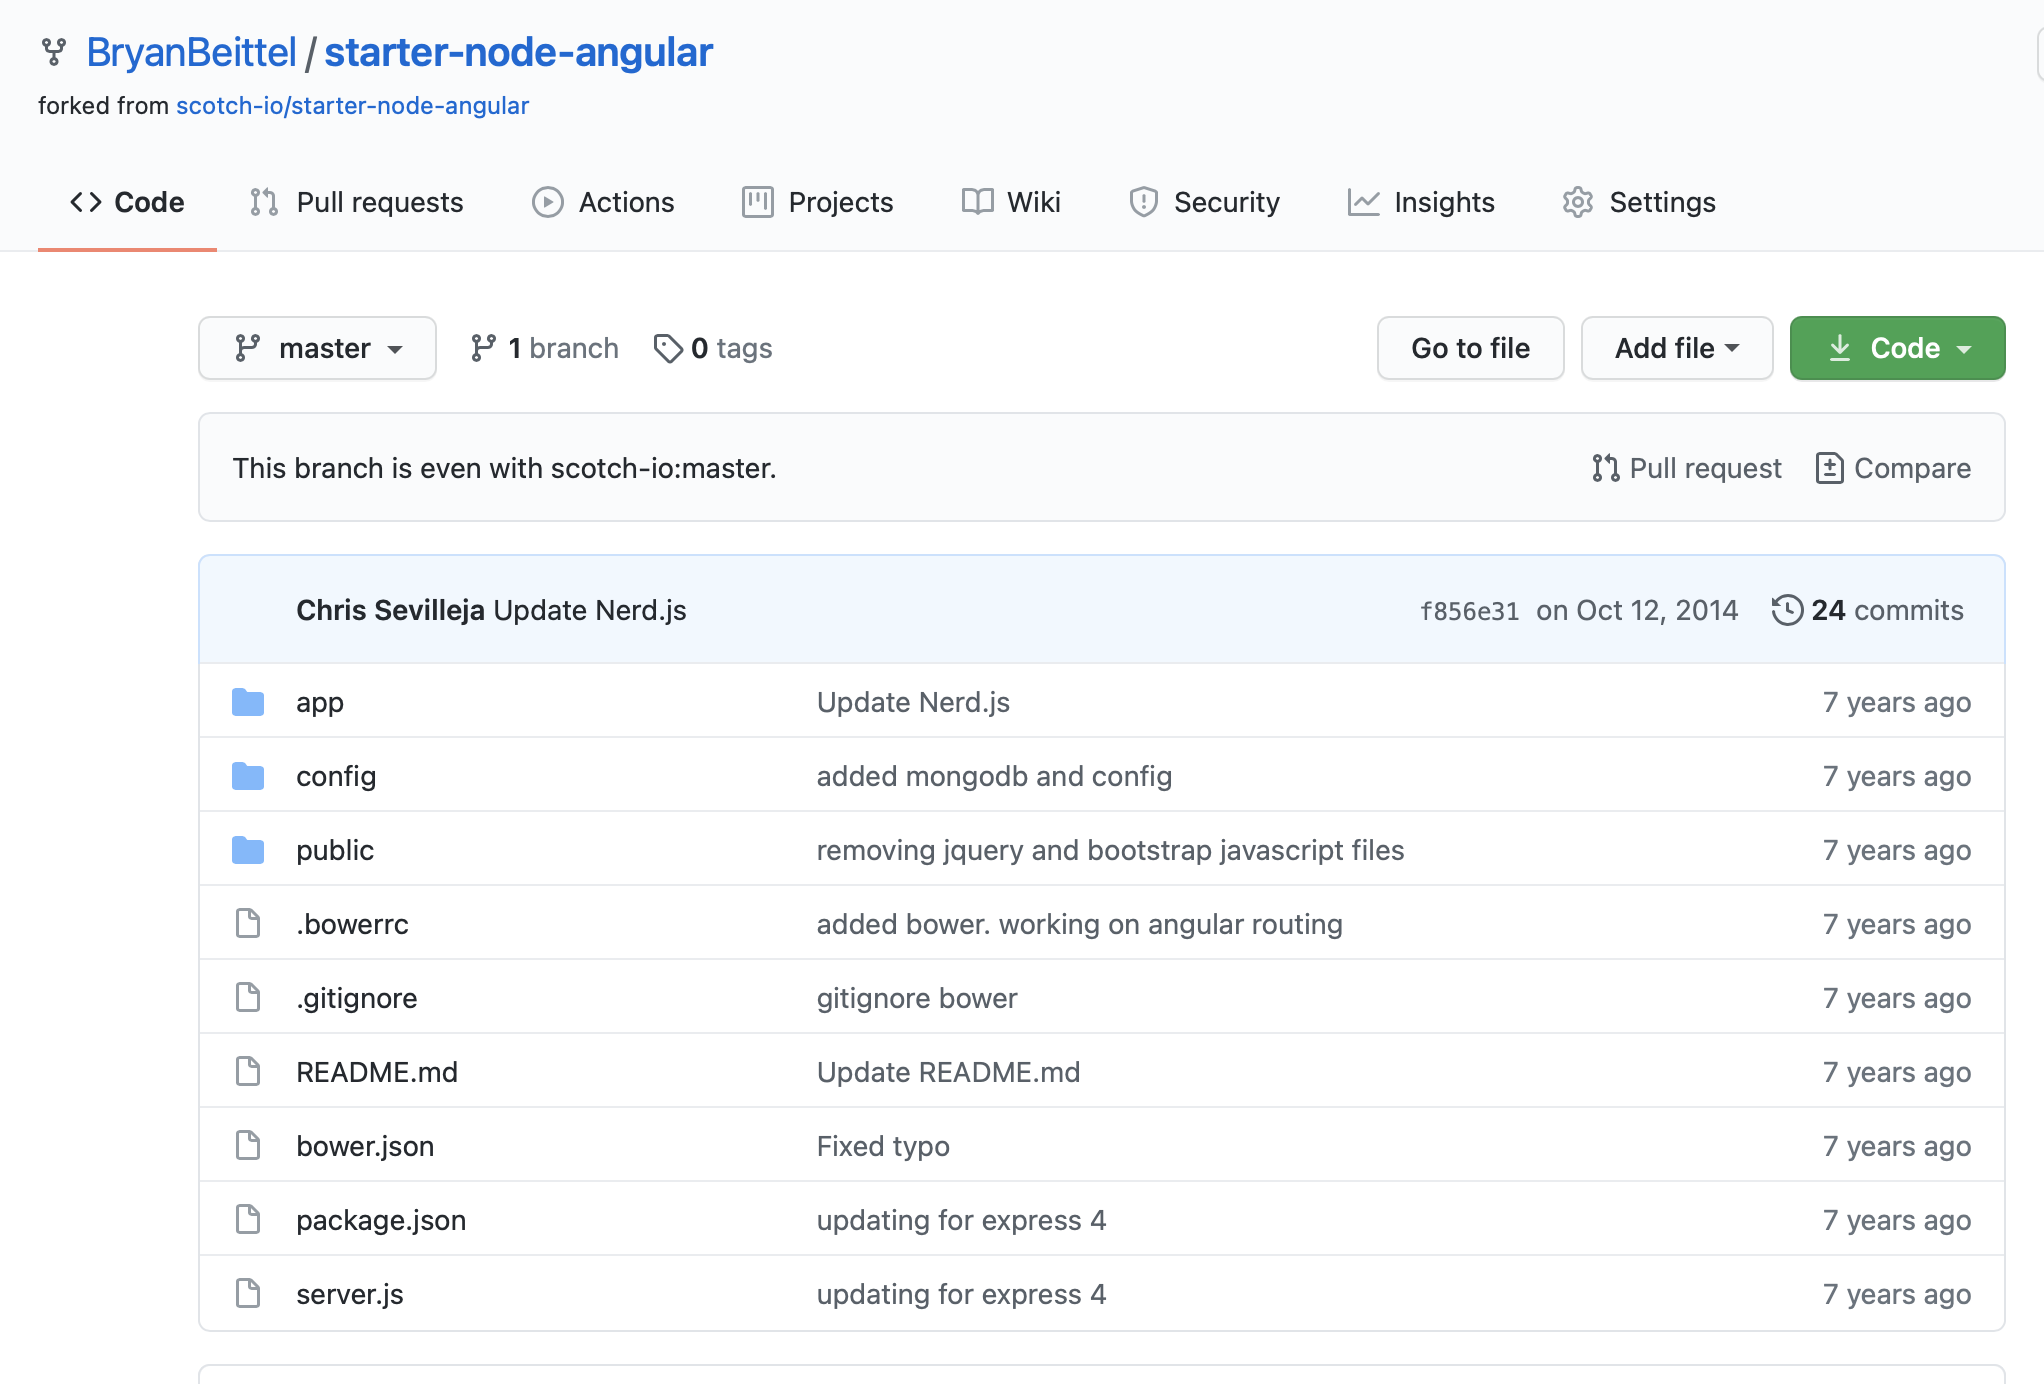 BryanBeittel / starter-node-angular
forked from scotch-io/starter-node-angular
Code Pull requests Actions Projects Wiki Security Insights Settings
master 1 branch 0 tags Go to file Add file Code
This branch is even with scotch-io:master. Pull request Compare
Chris Sevilleja Update Nerd.js f856e31 on Oct 12, 2014 24 commits
app Update Nerd.js 7 years ago
config added mongodb and config 7 years ago
public removing jquery and bootstrap javascript files 7 years ago
.bowerrc added bower. working on angular routing 7 years ago
.gitignore gitignore bower 7 years ago
README.md Update README.md 7 years ago
bower.json Fixed typo 7 years ago
package.json updating for express 4 7 years ago
server.js updating for express 4 7 years ago